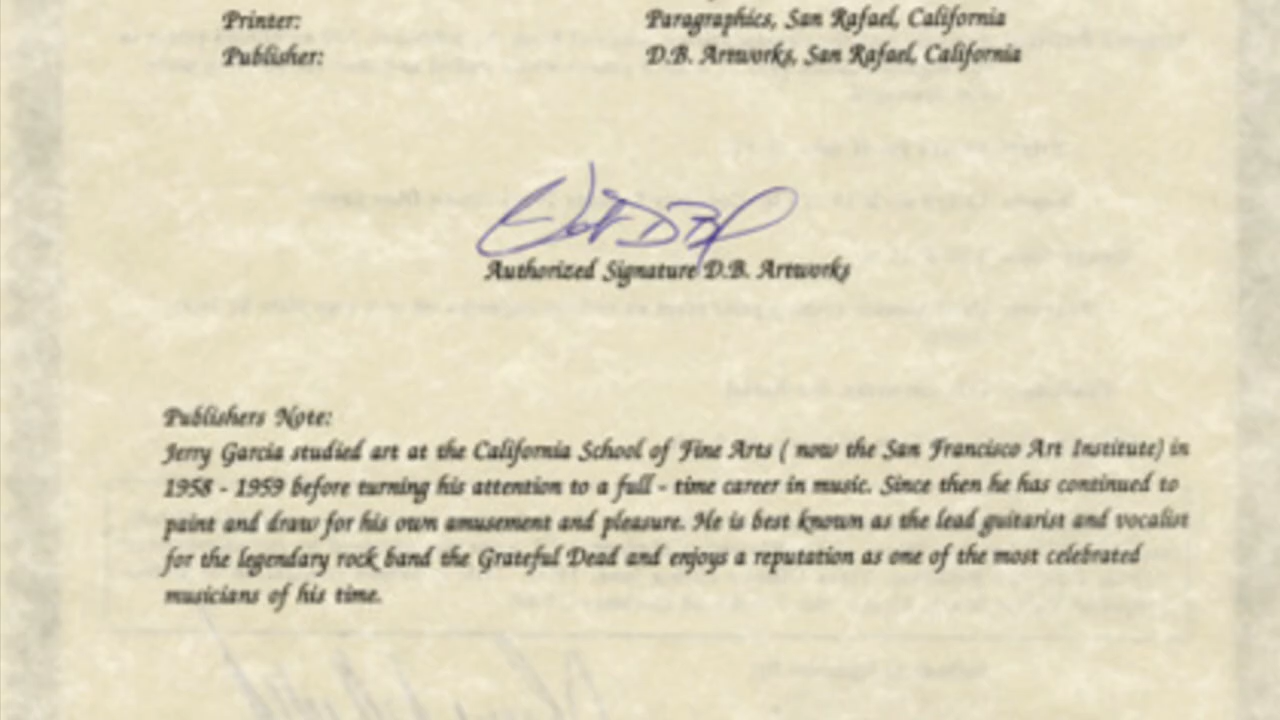 Printer: Paragraphics, San Rafael, California
Publisher: D.B. Artworks, San Rafael, California
Authorized Signature D.B. Artworks
Publishers Note:
Jerry Garcia studied art at the California School of Fine Arts ( now the San Francisco Art Institute) in
1958 - 1959 before turning his attention to a full - time career in music. Since then he has continued to
paint and draw for his own amusement and pleasure. He is best known as the lead guitarist and vocalist
for the legendary rock band the Grateful Dead and enjoys a reputation as one of the most celebrated
musicians of his time.